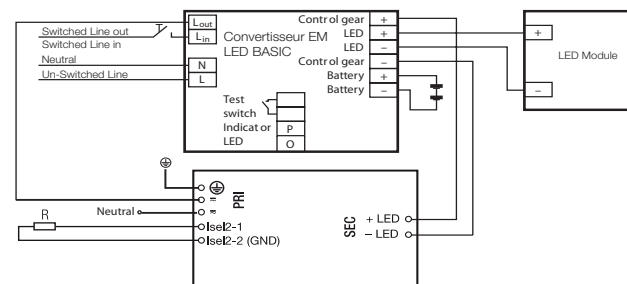 Switched Line out
Switched Line in
Neutral
Un-Switched Line
Lout
Lin
N
L
Convertisseur EM
LED BASIC
Control gear +
LED +
LED –
Control gear –
Battery +
Battery –
Test
switch
Indicator
LED
P
O
+
LED Module
–
PRI
=
≂
Neutral
R
Isel2-1
Isel2-2 (GND)
SEC
+ LED
– LED